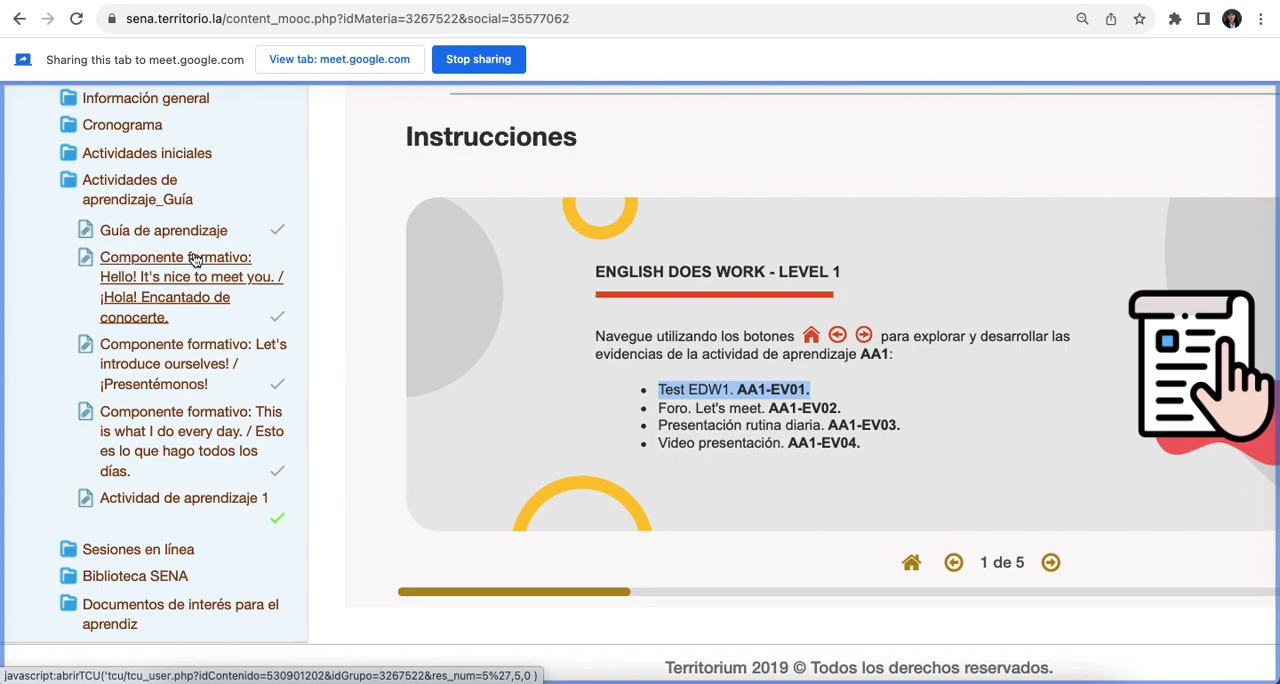 sena.territorio.la/content_mooc.php?idMateria=3267522&social=35577062
Sharing this tab to meet.google.com
View tab: meet.google.com
Stop sharing
Información general
Cronograma
Actividades iniciales
Actividades de
aprendizaje_Guía
Guía de aprendizaje
Componente formativo:
Hello! It's nice to meet you. /
¡Hola! Encantado de
conocerte.
Componente formativo: Let's
introduce ourselves! /
¡Presentémonos!
Componente formativo: This
is what I do every day. / Esto
es lo que hago todos los
días.
Actividad de aprendizaje 1
Sesiones en línea
Biblioteca SENA
Documentos de interés para el
aprendiz
Instrucciones
ENGLISH DOES WORK - LEVEL 1
Navegue utilizando los botones para explorar y desarrollar las
evidencias de la actividad de aprendizaje AA1:
• Test EDW1. AA1-EV01.
• Foro. Let's meet. AA1-EV02.
• Presentación rutina diaria. AA1-EV03.
• Video presentación. AA1-EV04.
1 de 5
Territorium 2019 © Todos los derechos reservados.
javascript:abrirTCU('tcu/tcu_user.php?idContenido=530901202&idGrupo=3267522&res_num=5%27,5,0 )